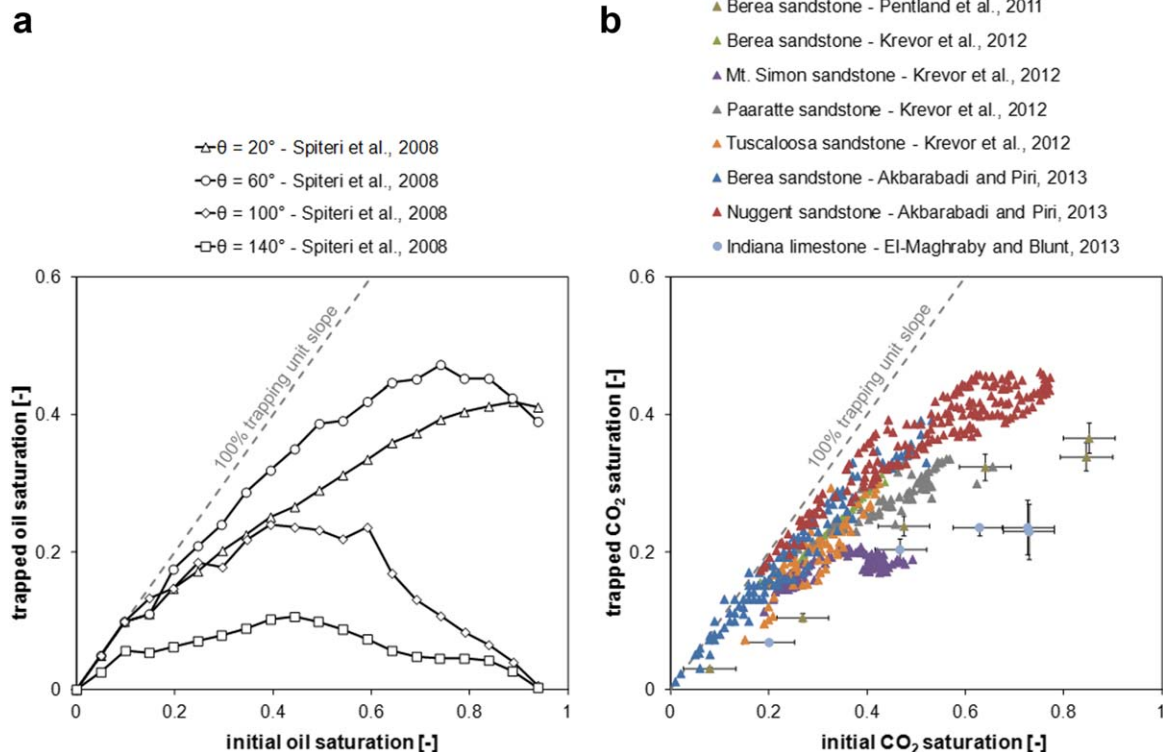 a
θ = 20° - Spiteri et al., 2008
θ = 60° - Spiteri et al., 2008
θ = 100° - Spiteri et al., 2008
θ = 140° - Spiteri et al., 2008
0.6
0.4
0.2
0
trapped oil saturation [-]
100% trapping unit slope
0
0.2
0.4
0.6
0.8
1
initial oil saturation [-]
b
Berea sandstone - Pentland et al., 2011
Berea sandstone - Krevor et al., 2012
Mt. Simon sandstone - Krevor et al., 2012
Paaratte sandstone - Krevor et al., 2012
Tuscaloosa sandstone - Krevor et al., 2012
Berea sandstone - Akbarabadi and Piri, 2013
Nuggent sandstone - Akbarabadi and Piri, 2013
Indiana limestone - El-Maghraby and Blunt, 2013
0.6
0.4
0.2
0
trapped CO₂ saturation [-]
100% trapping unit slope
0
0.2
0.4
0.6
0.8
1
initial CO₂ saturation [-]